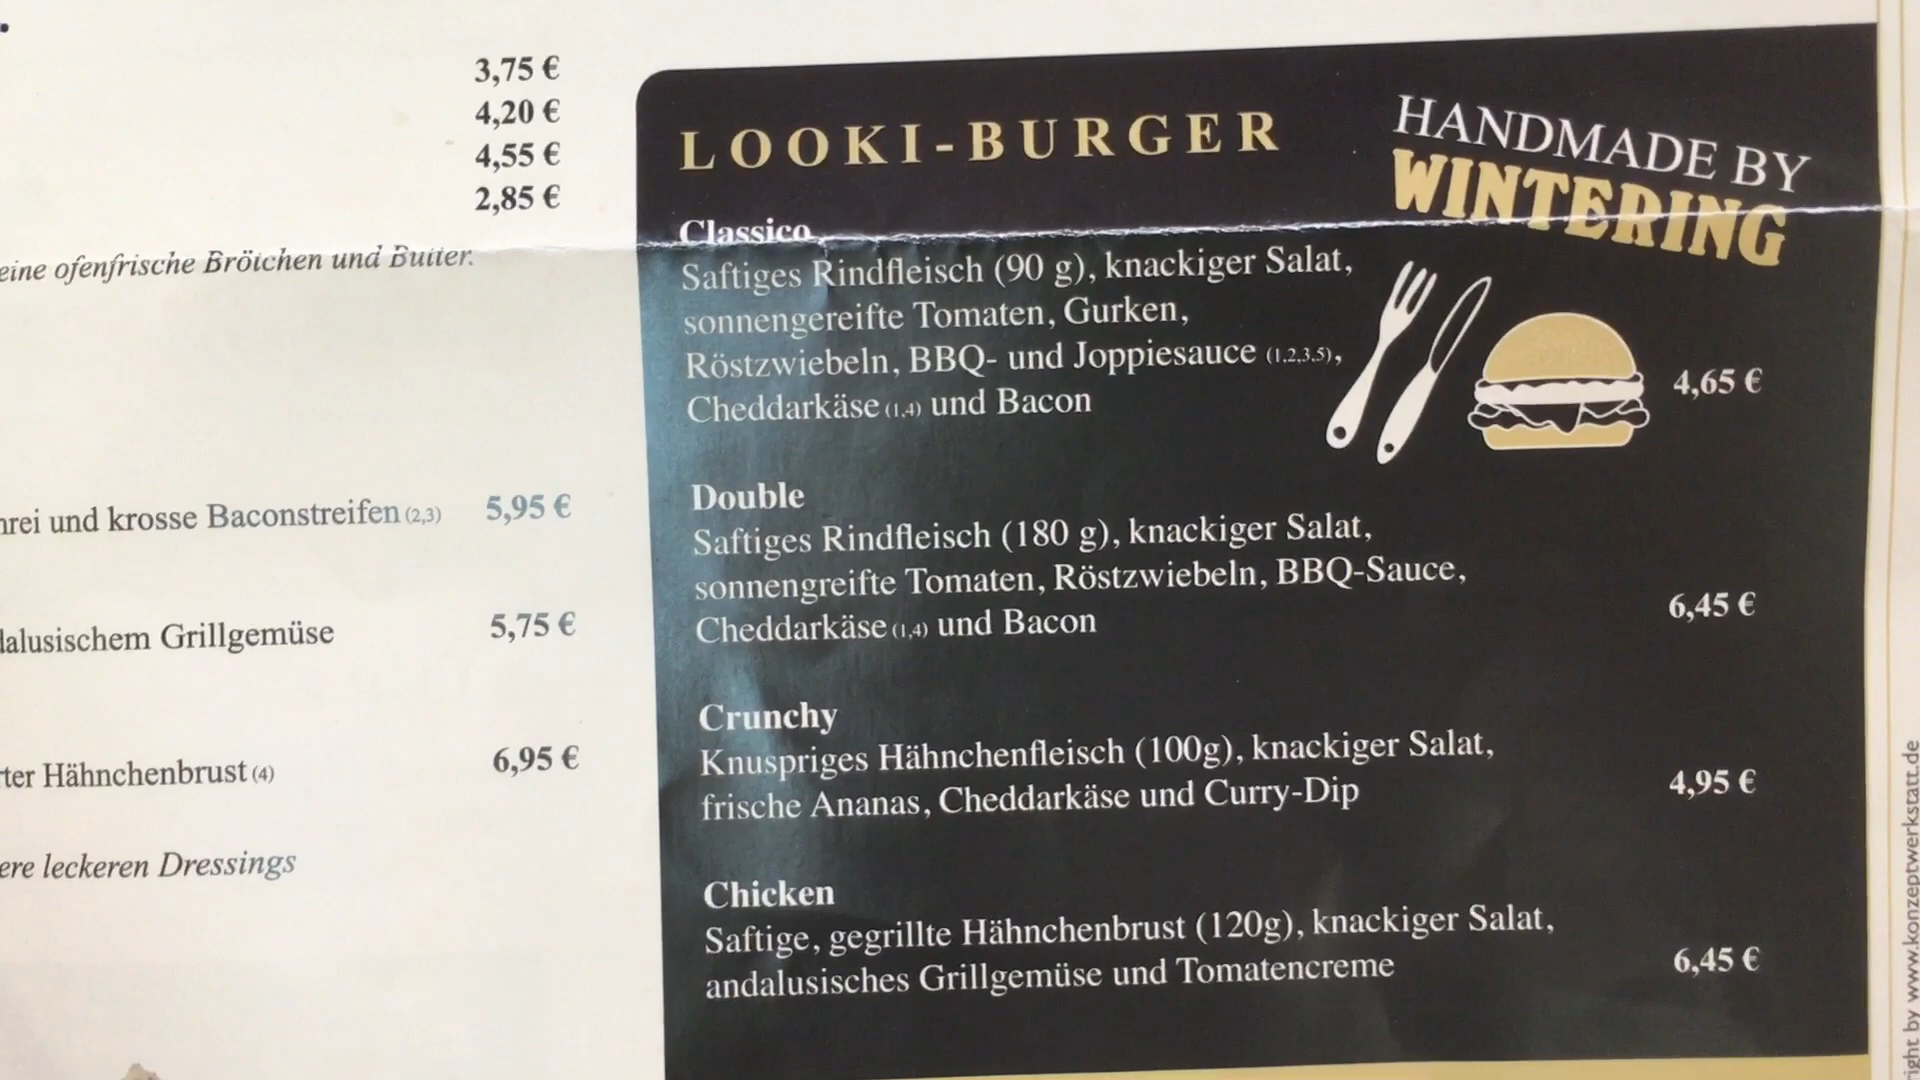 3,75 €
4,20 €
4,55 €
2,85 €
eine ofenfrische Brötchen und Butter.
und krosse Baconstreifen (2,3) 5,95 €
Grillgemüse 5,75 €
Hähnchenbrust (4) 6,95 €
leckeren Dressings
LOOKI-BURGER
HANDMADE BY
WINTERING
Classico
Saftiges Rindfleisch (90 g), knackiger Salat,
sonnengereifte Tomaten, Gurken,
Röstzwiebeln, BBQ- und Joppiesauce (1,2,3,5),
Cheddarkäse (1,4) und Bacon
4,65 €
Double
Saftiges Rindfleisch (180 g), knackiger Salat,
sonnengreifte Tomaten, Röstzwiebeln, BBQ-Sauce,
Cheddarkäse (1,4) und Bacon
6,45 €
Crunchy
Knuspriges Hähnchenfleisch (100g), knackiger Salat,
frische Ananas, Cheddarkäse und Curry-Dip
4,95 €
Chicken
Saftige, gegrillte Hähnchenbrust (120g), knackiger Salat,
andalusisches Grillgemüse und Tomatencreme
6,45 €
by www.konzeptwerkstatt.de